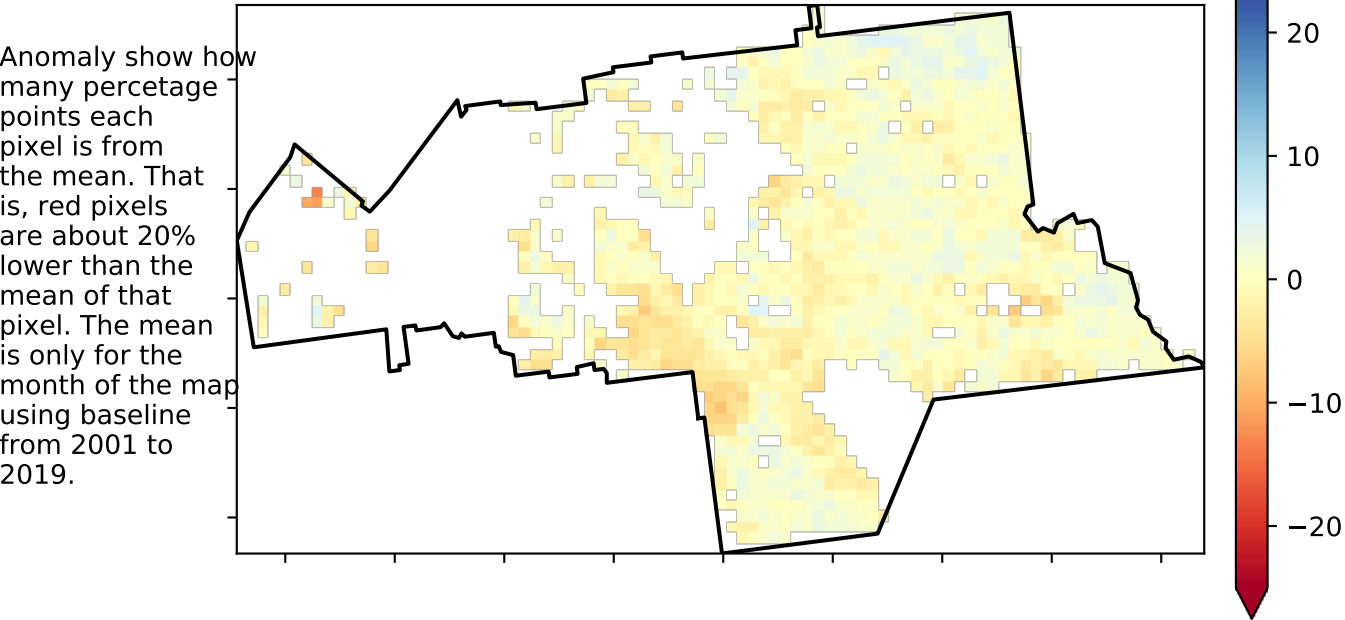 Anomaly show how
many percetage
points each
pixel is from
the mean. That
is, red pixels
are about 20%
lower than the
mean of that
pixel. The mean
is only for the
month of the map
using baseline
from 2001 to
2019.
20
10
0
−10
−20